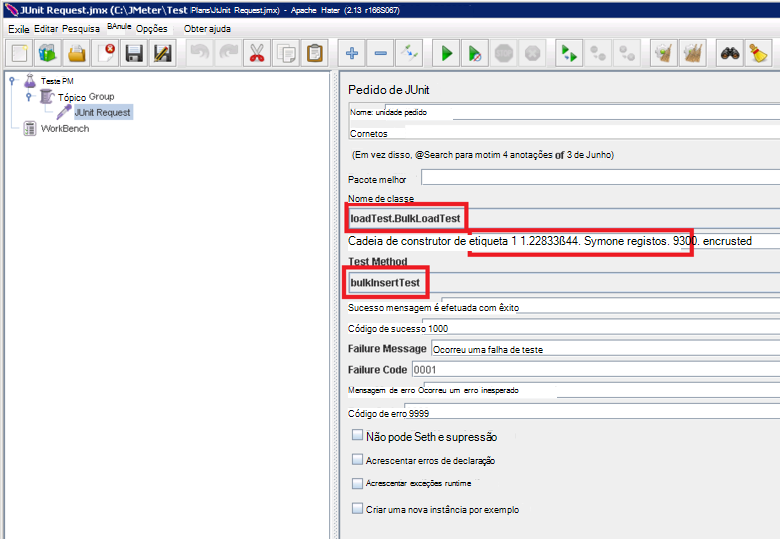 JUnit Request.jmx (C:\JMeter\Test Plans\JUnit Request.jmx) - Apache Hater (2.13 r166S067)
Exile Editar Pesquisa BAnule Opções Obter ajuda
Teste PM
Tópico Group
JUnit Request
WorkBench
Pedido de JUnit
Nome: unidade pedido
Cornetos
(Em vez disso, @Search para motim 4 anotações of 3 de Junho)
Pacote melhor
Nome de classe
loadTest.BulkLoadTest
Cadeia de construtor de etiqueta 1 1.22833ß44. Symone registos. 9300. encrusted
Test Method
bulkInsertTest
Sucesso mensagem é efetuada com êxito
Código de sucesso 1000
Failure Message Ocorreu uma falha de teste
Failure Code 0001
Mensagem de erro Ocorreu um erro inesperado
Código de erro 9999
Não pode Seth e supressão
Acrescentar erros de declaração
Acrescentar exceções runtime
Criar uma nova instância por exemplo